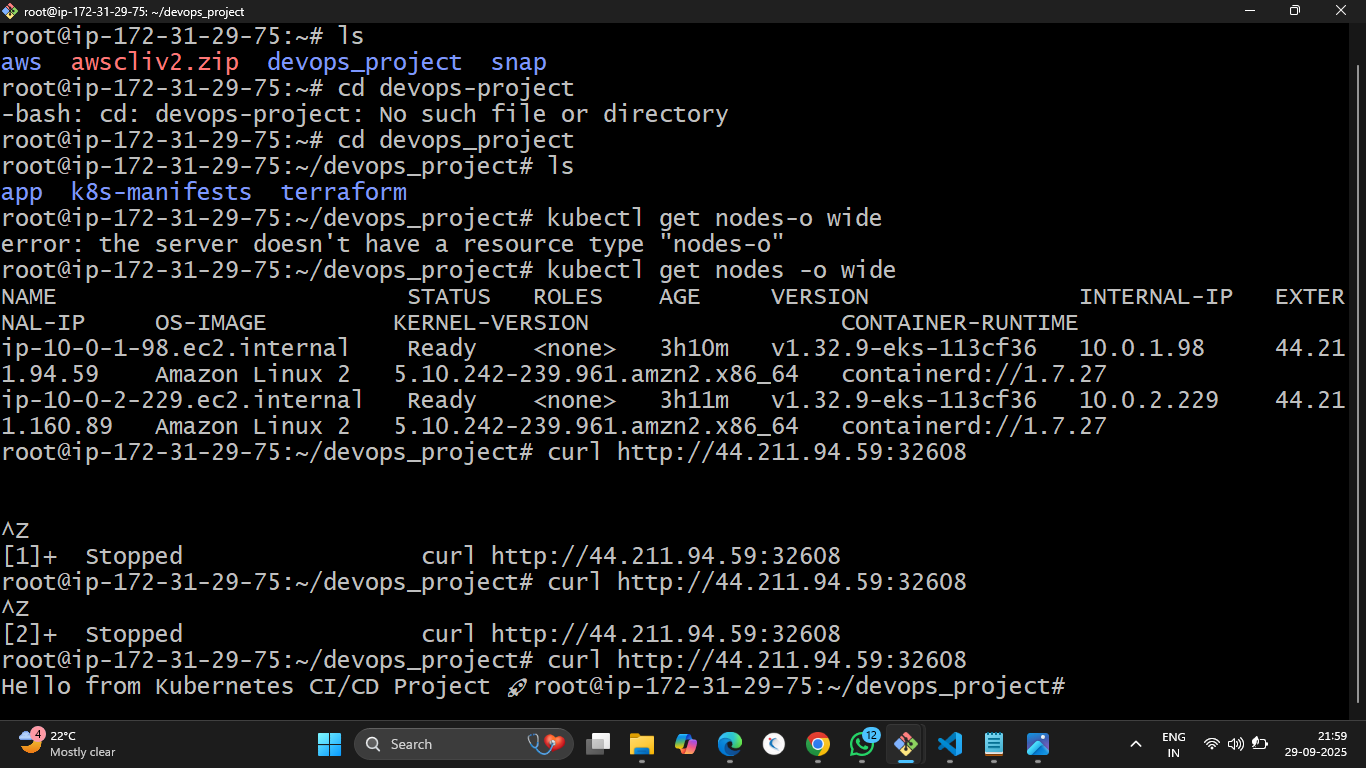 root@ip-172-31-29-75: ~/devops_project
root@ip-172-31-29-75:~# ls
aws  awscliv2.zip  devops_project  snap
root@ip-172-31-29-75:~# cd devops-project
-bash: cd: devops-project: No such file or directory
root@ip-172-31-29-75:~# cd devops_project
root@ip-172-31-29-75:~/devops_project# ls
app  k8s-manifests  terraform
root@ip-172-31-29-75:~/devops_project# kubectl get nodes-o wide
error: the server doesn't have a resource type "nodes-o"
root@ip-172-31-29-75:~/devops_project# kubectl get nodes -o wide
NAME                         STATUS   ROLES    AGE     VERSION               INTERNAL-IP   EXTER
NAL-IP     OS-IMAGE         KERNEL-VERSION                  CONTAINER-RUNTIME
ip-10-0-1-98.ec2.internal    Ready    <none>   3h10m   v1.32.9-eks-113cf36   10.0.1.98     44.21
1.94.59    Amazon Linux 2   5.10.242-239.961.amzn2.x86_64   containerd://1.7.27
ip-10-0-2-229.ec2.internal   Ready    <none>   3h11m   v1.32.9-eks-113cf36   10.0.2.229    44.21
1.160.89   Amazon Linux 2   5.10.242-239.961.amzn2.x86_64   containerd://1.7.27
root@ip-172-31-29-75:~/devops_project# curl http://44.211.94.59:32608
^Z
[1]+  Stopped                 curl http://44.211.94.59:32608
root@ip-172-31-29-75:~/devops_project# curl http://44.211.94.59:32608
^Z
[2]+  Stopped                 curl http://44.211.94.59:32608
root@ip-172-31-29-75:~/devops_project# curl http://44.211.94.59:32608
Hello from Kubernetes CI/CD Project 🚀root@ip-172-31-29-75:~/devops_project#
4
22°C
Mostly clear
Search
12
ENG
IN
21:59
29-09-2025